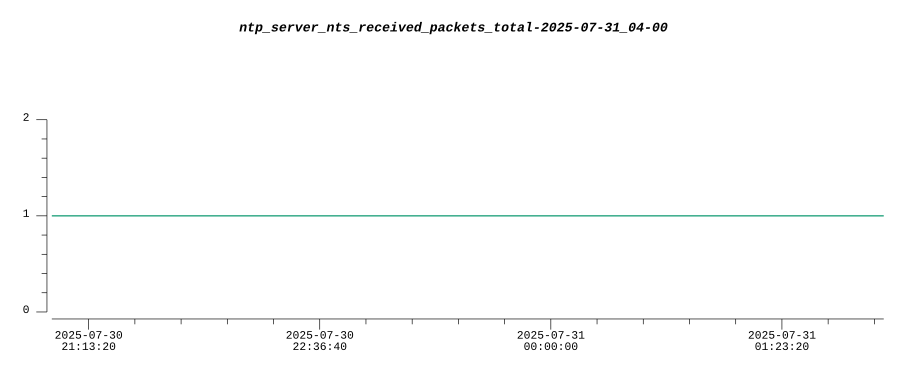 ntp_server_nts_received_packets_total-2025-07-31_04-00
2
1
0
2025-07-30 2025-07-30 2025-07-31 2025-07-31
21:13:20 22:36:40 00:00:00 01:23:20